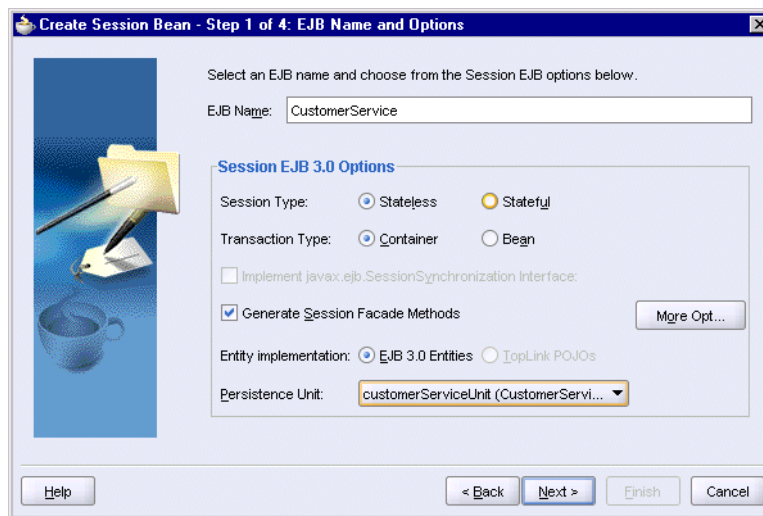 Create Session Bean - Step 1 of 4: EJB Name and Options
Select an EJB name and choose from the Session EJB options below.
EJB Name: CustomerService
Session EJB 3.0 Options
Session Type: Stateless Stateful
Transaction Type: Container Bean
Implement javax.ejb.SessionSynchronization Interface:
Generate Session Facade Methods More Opt...
Entity implementation: EJB 3.0 Entities TopLink POJOs
Persistence Unit: customerServiceUnit (CustomerServi...
Help < Back Next > Finish Cancel